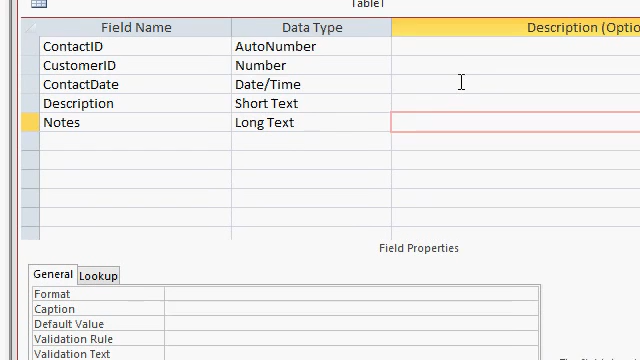 Table1
Field Name Data Type Description (Optio
ContactID AutoNumber
CustomerID Number
ContactDate Date/Time
Description Short Text
Notes Long Text
Field Properties
General Lookup
Format
Caption
Default Value
Validation Rule
Validation Text